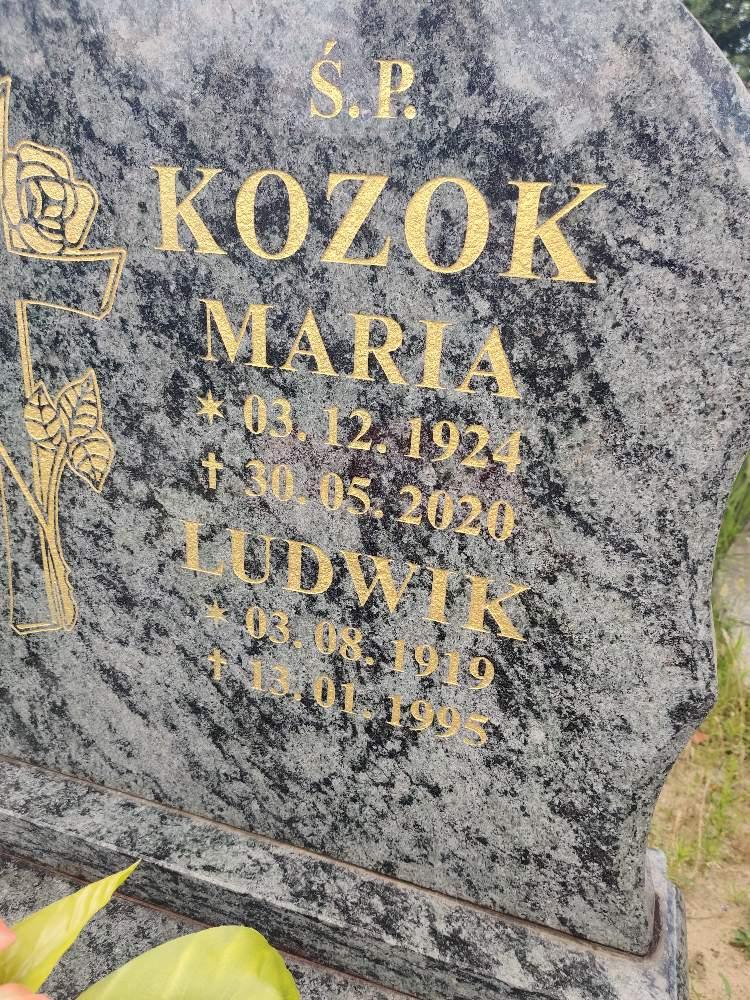 Ś.P.
KOZOK
MARIA
* 03. 12. 1924
† 30. 05. 2020
LUDWIK
* 03. 08. 1919
† 13. 01. 1995